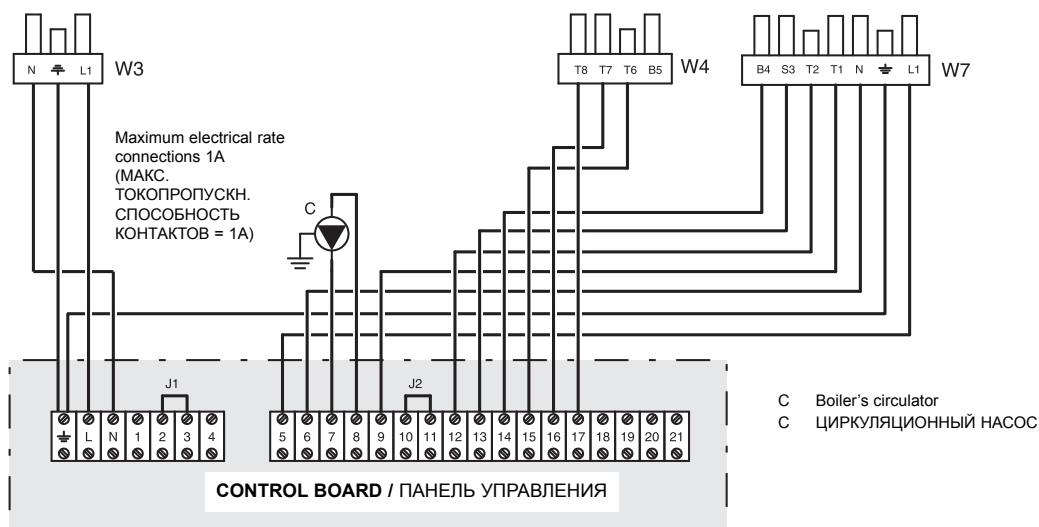 N L1 W3
T8 T7 T6 B5 W4
B4 S3 T2 T1 N L1 W7
Maximum electrical rate
connections 1A
(МАКС.
ТОКОПРОПУСКН.
СПОСОБНОСТЬ
КОНТАКТОВ = 1A)
C
J1
J2
L N 1 2 3 4
5 6 7 8 9 10 11 12 13 14 15 16 17 18 19 20 21
C Boiler's circulator
C ЦИРКУЛЯЦИОННЫЙ НАСОС
CONTROL BOARD / ПАНЕЛЬ УПРАВЛЕНИЯ